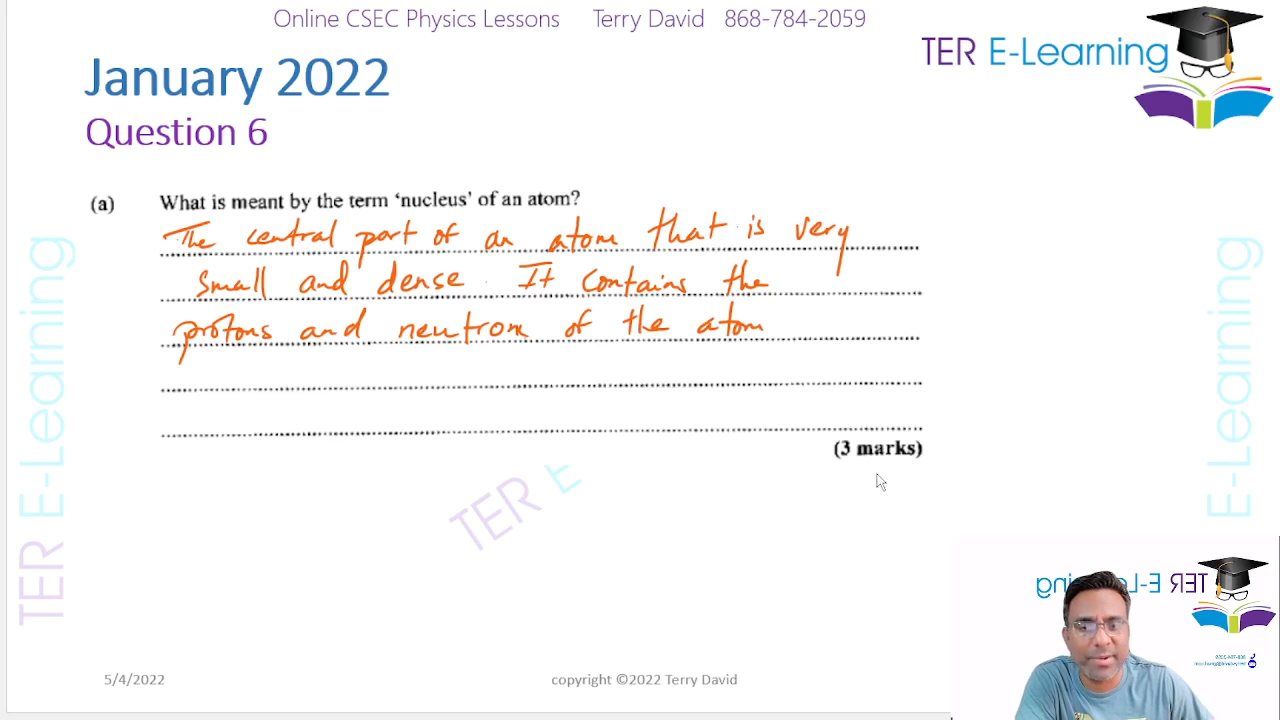 Online CSEC Physics Lessons Terry David 868-784-2059
TER E-Learning
January 2022
Question 6
(a) What is meant by the term ‘nucleus’ of an atom?
The central part of an atom that is very
small and dense. It contains the
protons and neutrons of the atom
(3 marks)
TER E-Learning
TER E
E-Learning
TER E-Le ng
5/4/2022
copyright ©2022 Terry David